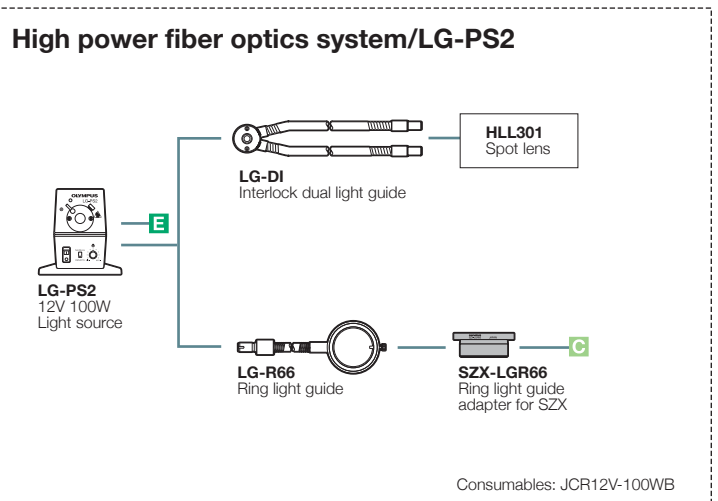 High power fiber optics system/LG-PS2
HLL301
Spot lens
LG-DI
Interlock dual light guide
OLYMPUS
LG-PS2
E
LG-PS2
12V 100W
Light source
C
LG-R66
Ring light guide
SZX-LGR66
Ring light guide
adapter for SZX
Consumables: JCR12V-100WB